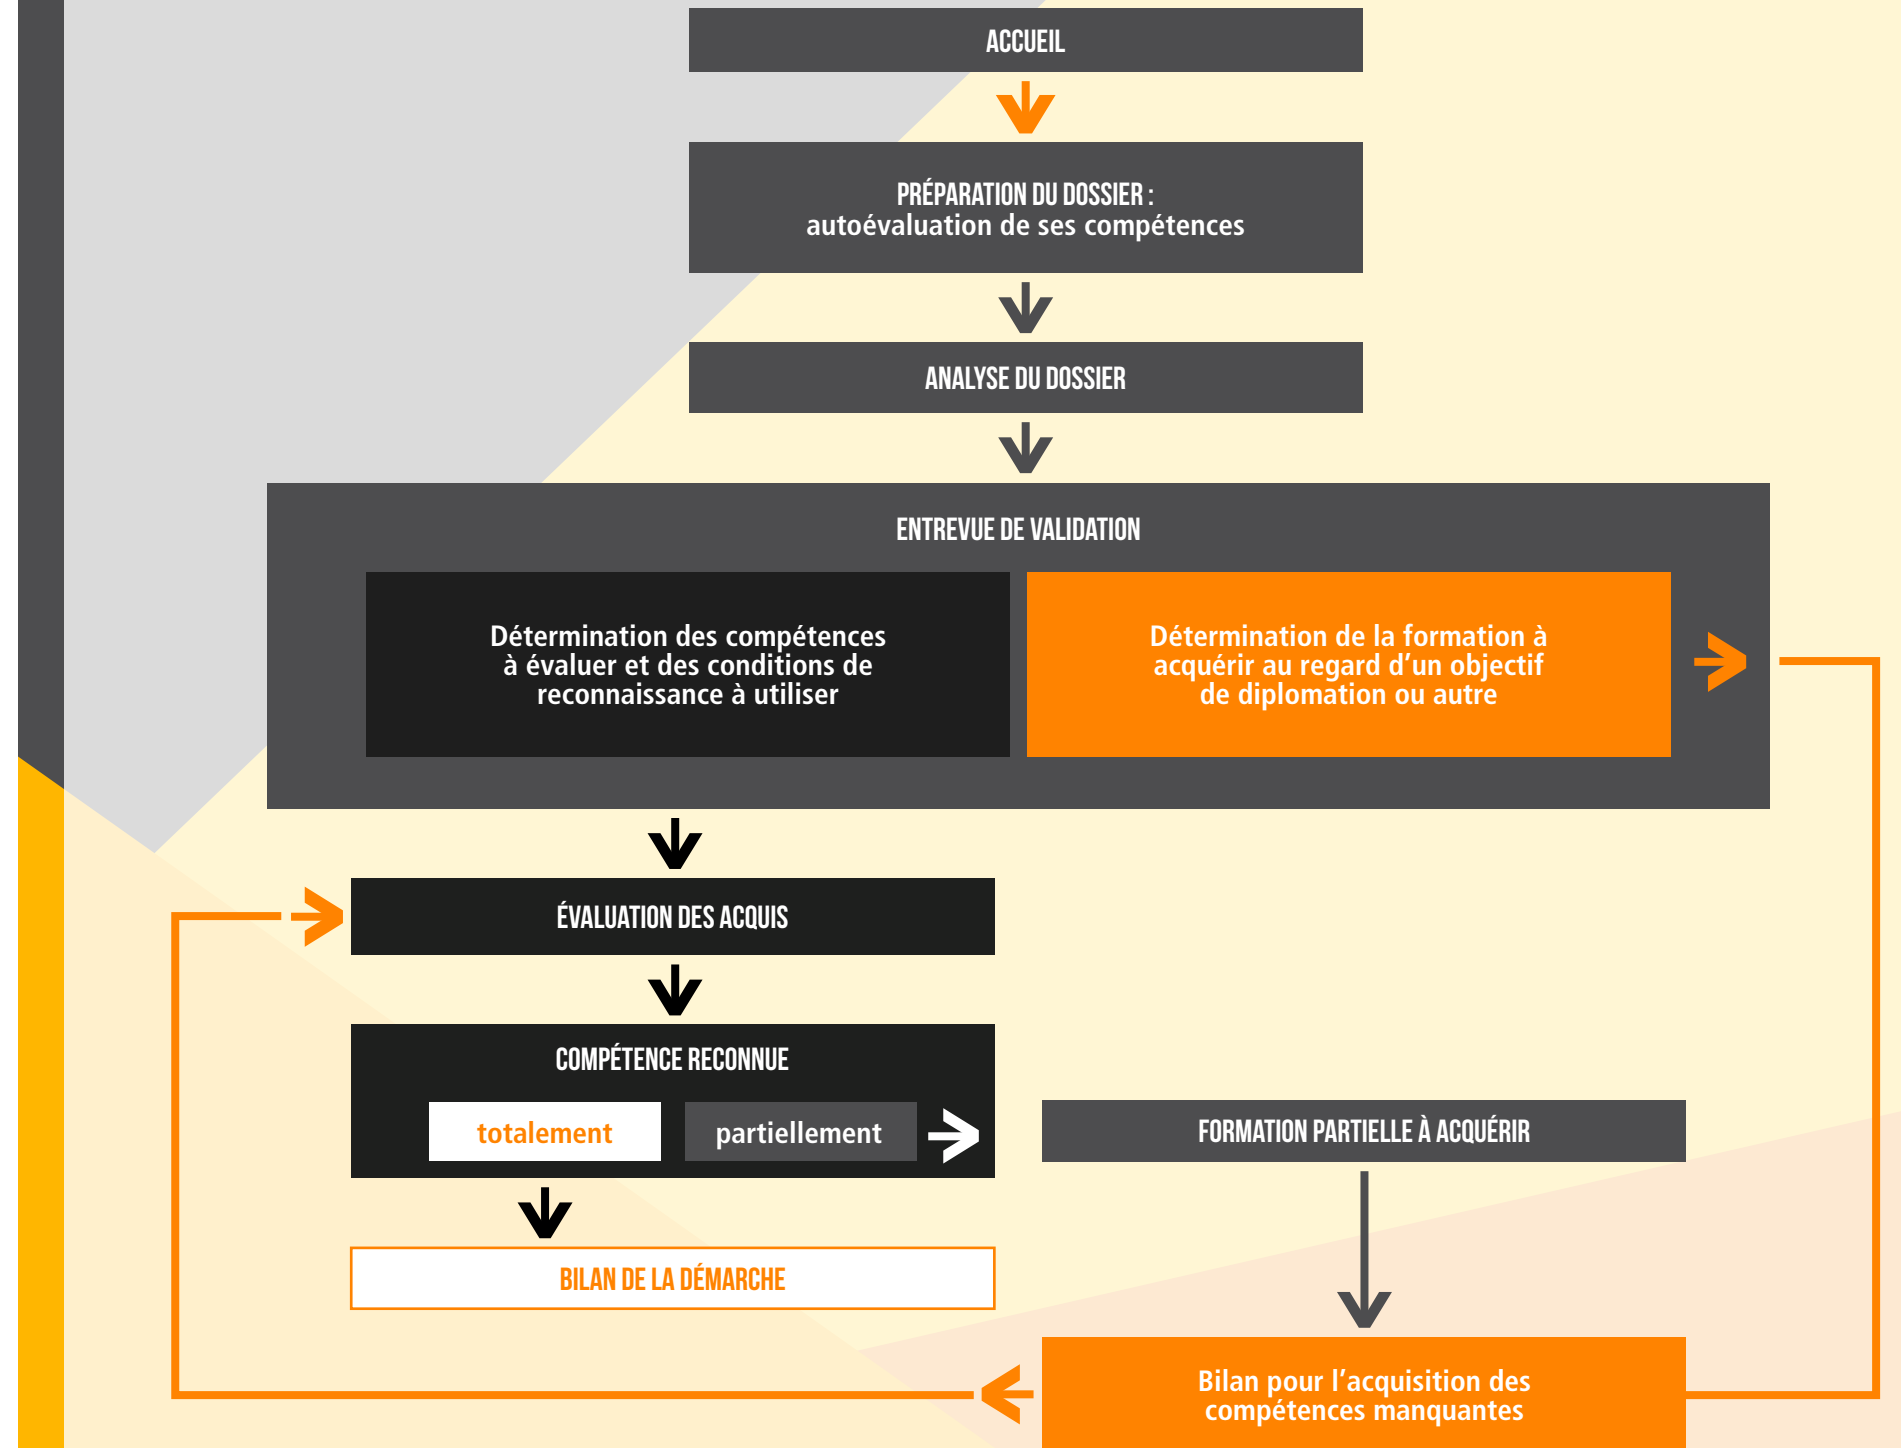 ACCUEIL
PRÉPARATION DU DOSSIER :
autoévaluation de ses compétences
ANALYSE DU DOSSIER
ENTREVUE DE VALIDATION
Détermination des compétences
à évaluer et des conditions de
reconnaissance à utiliser
Détermination de la formation à
acquérir au regard d’un objectif
de diplomation ou autre
ÉVALUATION DES ACQUIS
COMPÉTENCE RECONNUE
totalement
partiellement
FORMATION PARTIELLE À ACQUÉRIR
BILAN DE LA DÉMARCHE
Bilan pour l’acquisition des
compétences manquantes